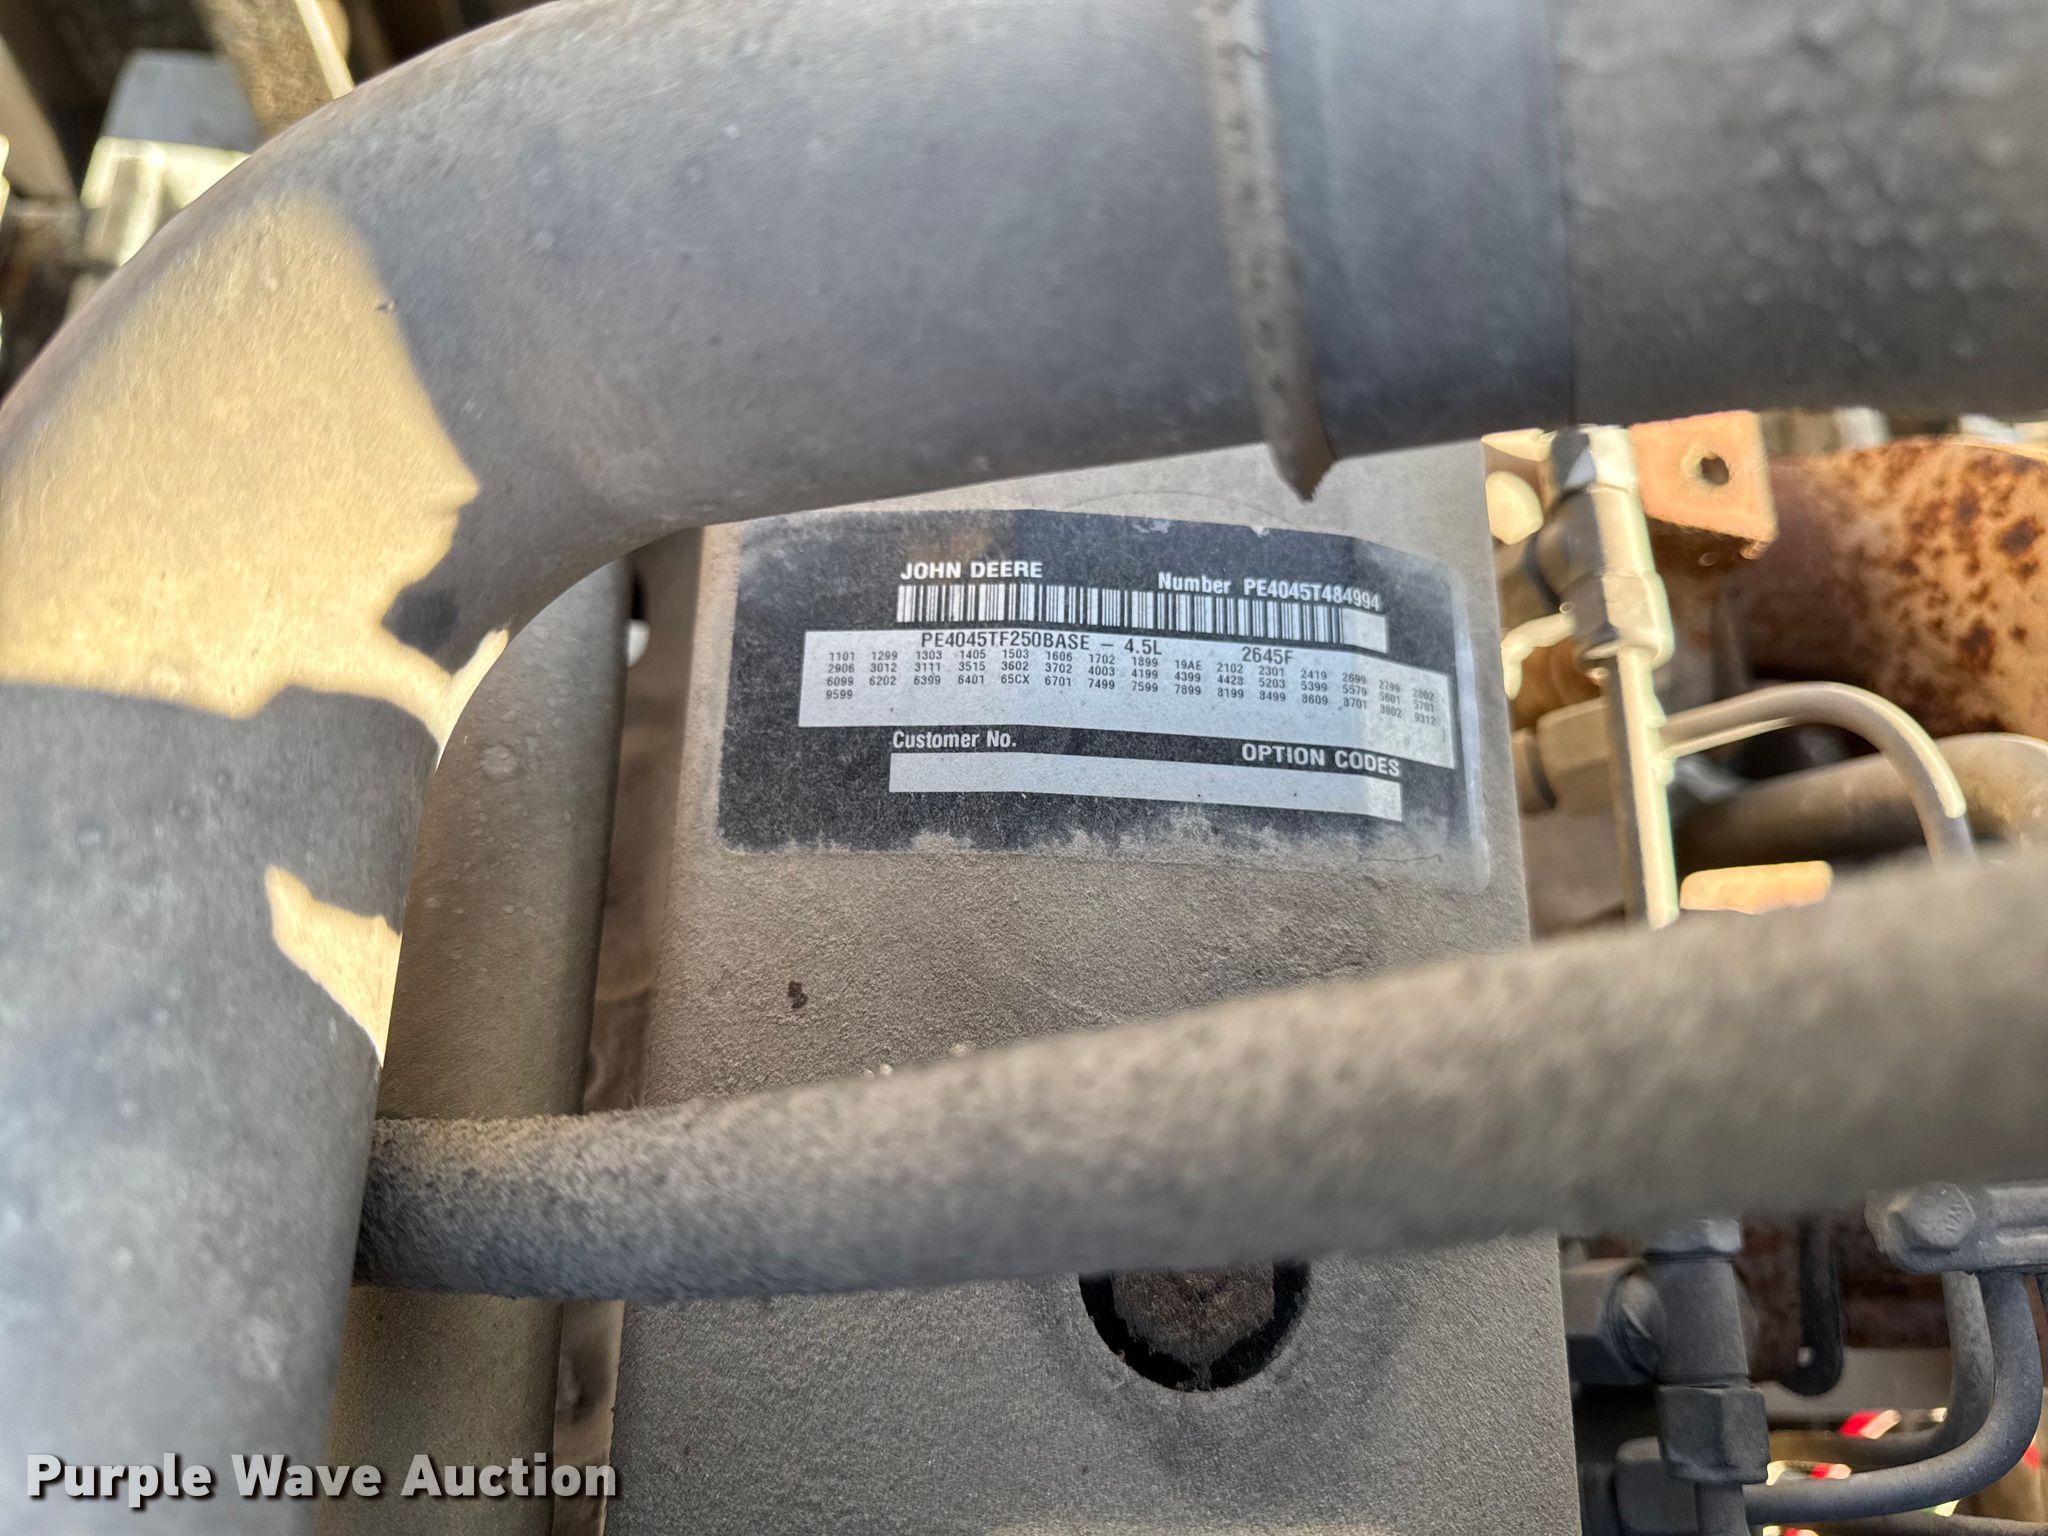 JOHN DEERE
Number PE4045T484994
PE4045TF250BASE - 4.5L 2645F
1101 1299 1303 1405 1503 1606 1702 1899 19AE 2102 2301 2419 2699 2799 2802
2906 3012 3111 3515 3602 3702 4003 4199 4399 4428 5203 5399 5579 5601 5701
6099 6202 6399 6401 65CX 6701 7499 7599 7899 8199 8499 8609 8701 8802 9312
9599
Customer No.
OPTION CODES
Purple Wave Auction